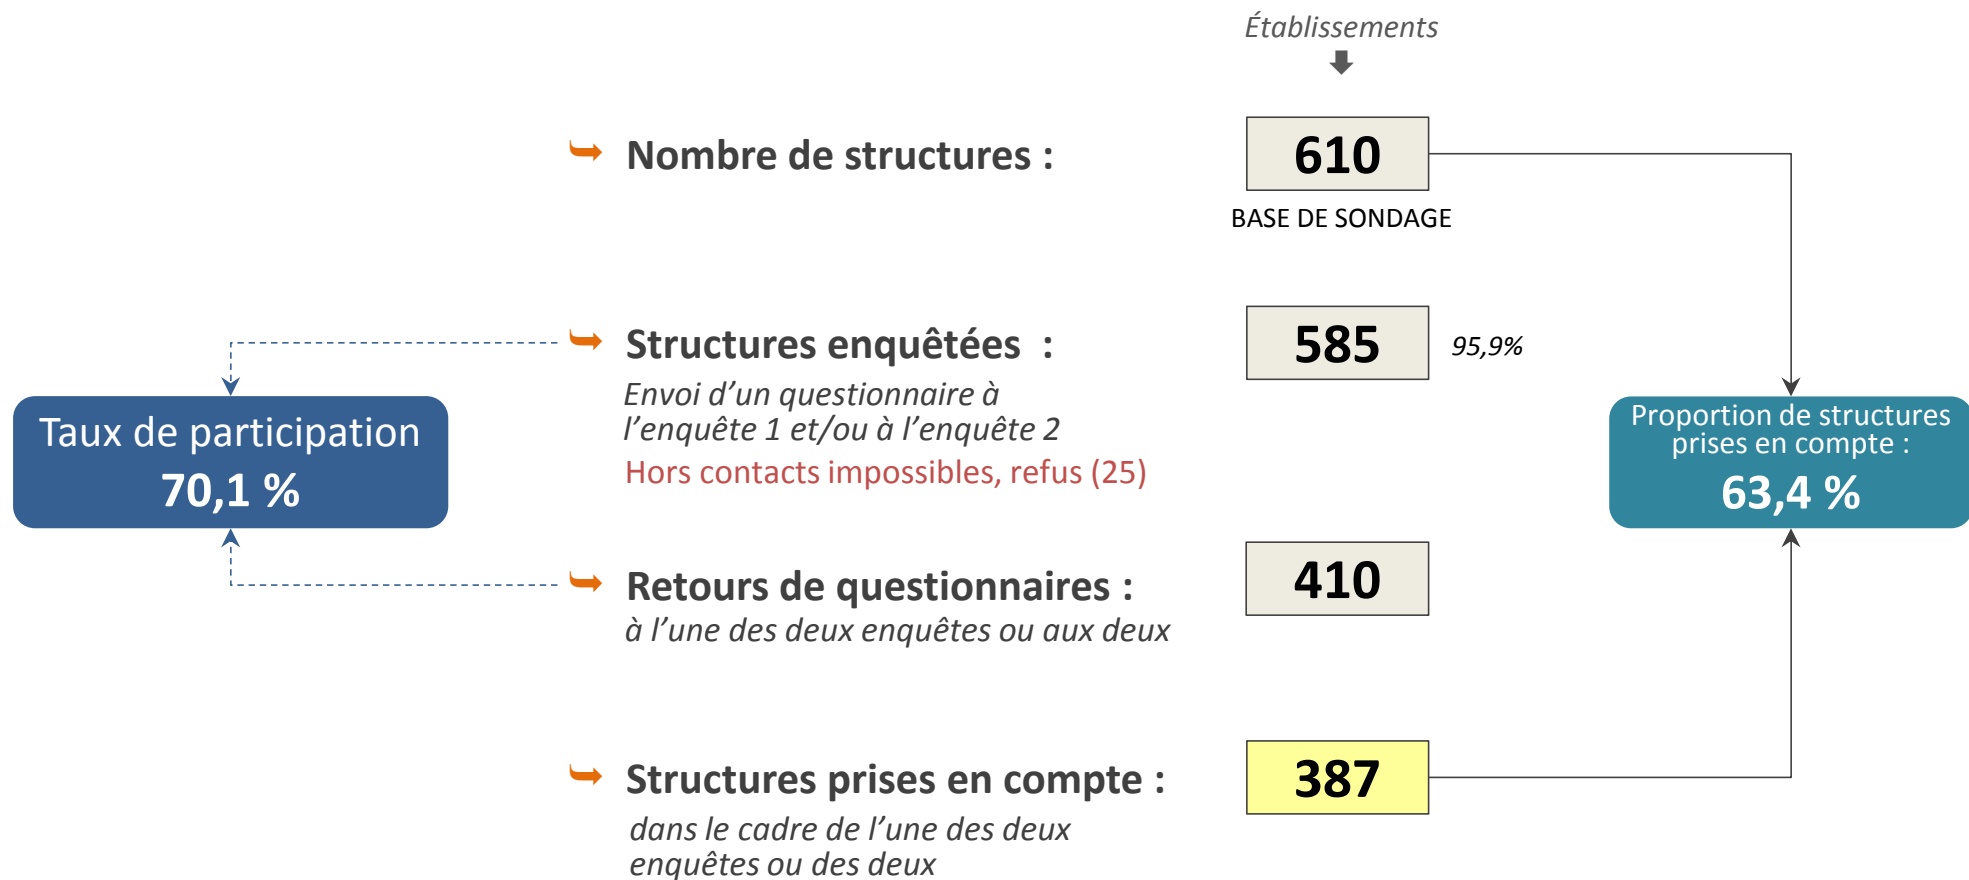 Établissements
Nombre de structures :
610
BASE DE SONDAGE
Structures enquêtées :
585
95,9%
Envoi d’un questionnaire à
l’enquête 1 et/ou à l’enquête 2
Hors contacts impossibles, refus (25)
Taux de participation
70,1 %
Proportion de structures
prises en compte :
63,4 %
Retours de questionnaires :
410
à l’une des deux enquêtes ou aux deux
Structures prises en compte :
387
dans le cadre de l’une des deux
enquêtes ou des deux